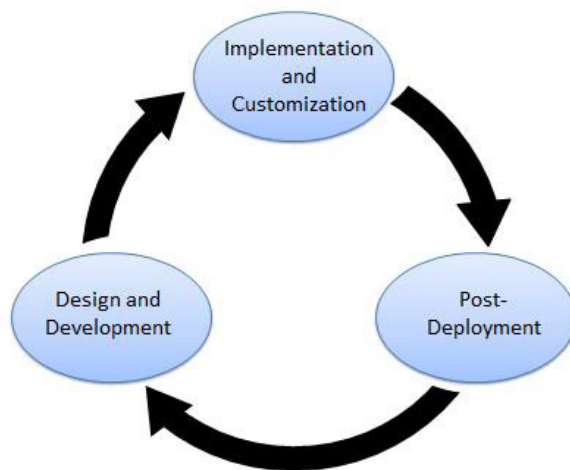 Implementation
and
Customization
Design and
Development
Post-
Deployment